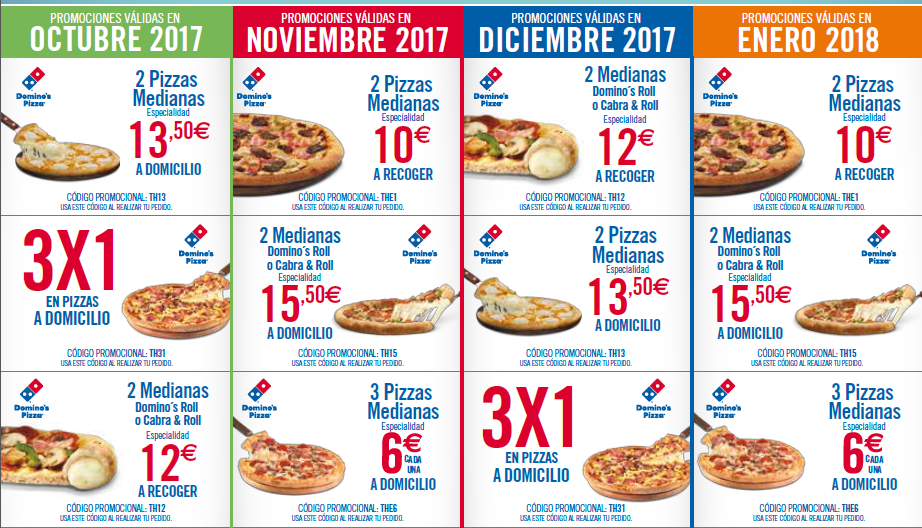 PROMOCIONES VÁLIDAS EN
OCTUBRE 2017
Domino's
Pizza
2 Pizzas
Medianas
Especialidad
13,50€
A DOMICILIO
CÓDIGO PROMOCIONAL: TH13
USA ESTE CÓDIGO AL REALIZAR TU PEDIDO.
3X1
EN PIZZAS
A DOMICILIO
Domino's
Pizza
CÓDIGO PROMOCIONAL: TH31
USA ESTE CÓDIGO AL REALIZAR TU PEDIDO.
Domino's
Pizza
2 Medianas
Domino´s Roll
o Cabra & Roll
Especialidad
12€
A RECOGER
CÓDIGO PROMOCIONAL: TH12
USA ESTE CÓDIGO AL REALIZAR TU PEDIDO.
PROMOCIONES VÁLIDAS EN
NOVIEMBRE 2017
Domino's
Pizza
2 Pizzas
Medianas
Especialidad
10€
A RECOGER
CÓDIGO PROMOCIONAL: THE1
USA ESTE CÓDIGO AL REALIZAR TU PEDIDO.
2 Medianas
Domino´s Roll
o Cabra & Roll
Especialidad
15,50€
A DOMICILIO
Domino's
Pizza
CÓDIGO PROMOCIONAL: TH15
USA ESTE CÓDIGO AL REALIZAR TU PEDIDO.
Domino's
Pizza
3 Pizzas
Medianas
Especialidad
6€
CADA
UNA
A DOMICILIO
CÓDIGO PROMOCIONAL: THE6
USA ESTE CÓDIGO AL REALIZAR TU PEDIDO.
PROMOCIONES VÁLIDAS EN
DICIEMBRE 2017
Domino's
Pizza
2 Medianas
Domino´s Roll
o Cabra & Roll
Especialidad
12€
A RECOGER
CÓDIGO PROMOCIONAL: TH12
USA ESTE CÓDIGO AL REALIZAR TU PEDIDO.
Domino's
Pizza
2 Pizzas
Medianas
Especialidad
13,50€
A DOMICILIO
CÓDIGO PROMOCIONAL: TH13
USA ESTE CÓDIGO AL REALIZAR TU PEDIDO.
3X1
EN PIZZAS
A DOMICILIO
Domino's
Pizza
CÓDIGO PROMOCIONAL: TH31
USA ESTE CÓDIGO AL REALIZAR TU PEDIDO.
PROMOCIONES VÁLIDAS EN
ENERO 2018
Domino's
Pizza
2 Pizzas
Medianas
Especialidad
10€
A RECOGER
CÓDIGO PROMOCIONAL: THE1
USA ESTE CÓDIGO AL REALIZAR TU PEDIDO.
2 Medianas
Domino´s Roll
o Cabra & Roll
Especialidad
15,50€
A DOMICILIO
Domino's
Pizza
CÓDIGO PROMOCIONAL: TH15
USA ESTE CÓDIGO AL REALIZAR TU PEDIDO.
Domino's
Pizza
3 Pizzas
Medianas
Especialidad
6€
CADA
UNA
A DOMICILIO
CÓDIGO PROMOCIONAL: THE6
USA ESTE CÓDIGO AL REALIZAR TU PEDIDO.